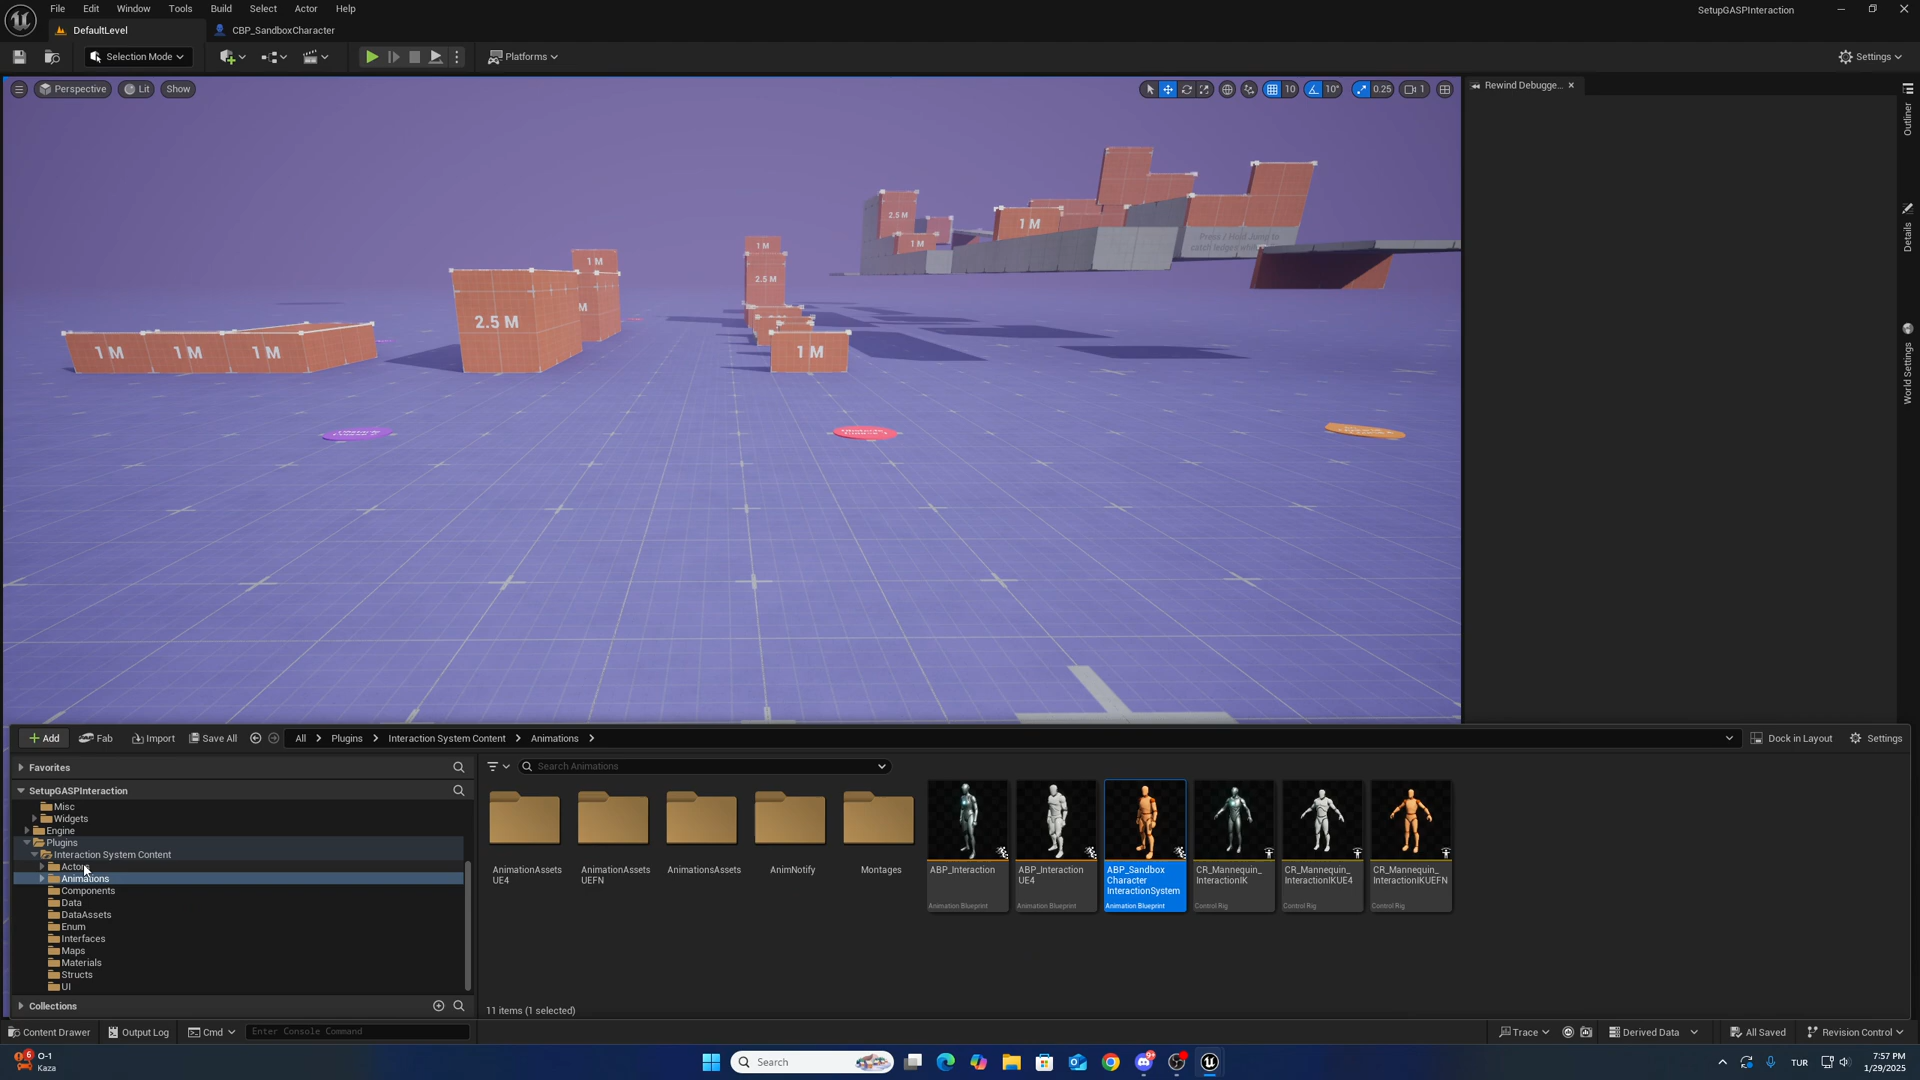 File Edit Window Tools Build Select Actor Help
SetupGASPInteraction
DefaultLevel
CBP_SandboxCharacter
Selection Mode
Platforms
Settings
Perspective
Lit
Show
10
10°
0.25
1
Rewind Debugge...
Outliner
Details
World Settings
2.5 M
1 M
1 M
Press / Hold Jump to
1 M
1 M
2.5 M
M
2.5 M
1 M
1 M
1 M
1 M
Add
Fab
Import
Save All
All
Plugins
Interaction System Content
Animations
Dock in Layout
Settings
Favorites
SetupGASPInteraction
Misc
Widgets
Engine
Plugins
Interaction System Content
Actors
Animations
Components
Data
DataAssets
Enum
Interfaces
Maps
Materials
Structs
UI
Collections
Search Animations
AnimationAssets
UE4
AnimationAssets
UEFN
AnimationsAssets
AnimNotify
Montages
ABP_Interaction
Animation Blueprint
ABP_Interaction
UE4
Animation Blueprint
ABP_Sandbox
Character
InteractionSystem
Animation Blueprint
CR_Mannequin_
InteractionIK
Control Rig
CR_Mannequin_
InteractionIKUE4
Control Rig
CR_Mannequin_
InteractionIKUEFN
Control Rig
11 items (1 selected)
Content Drawer
Output Log
Cmd
Enter Console Command
Trace
Derived Data
All Saved
Revision Control
6
O-1
Kaza
Search
TUR
7:57 PM
1/29/2025